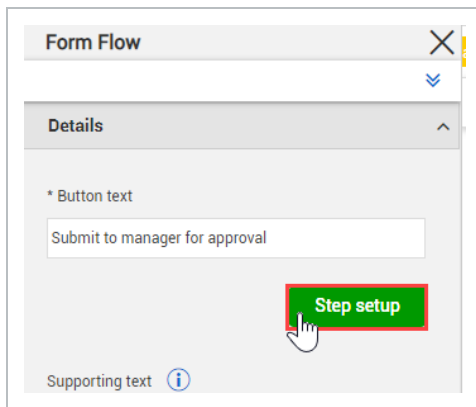 Form Flow
Details
* Button text
Submit to manager for approval
Step setup
Supporting text